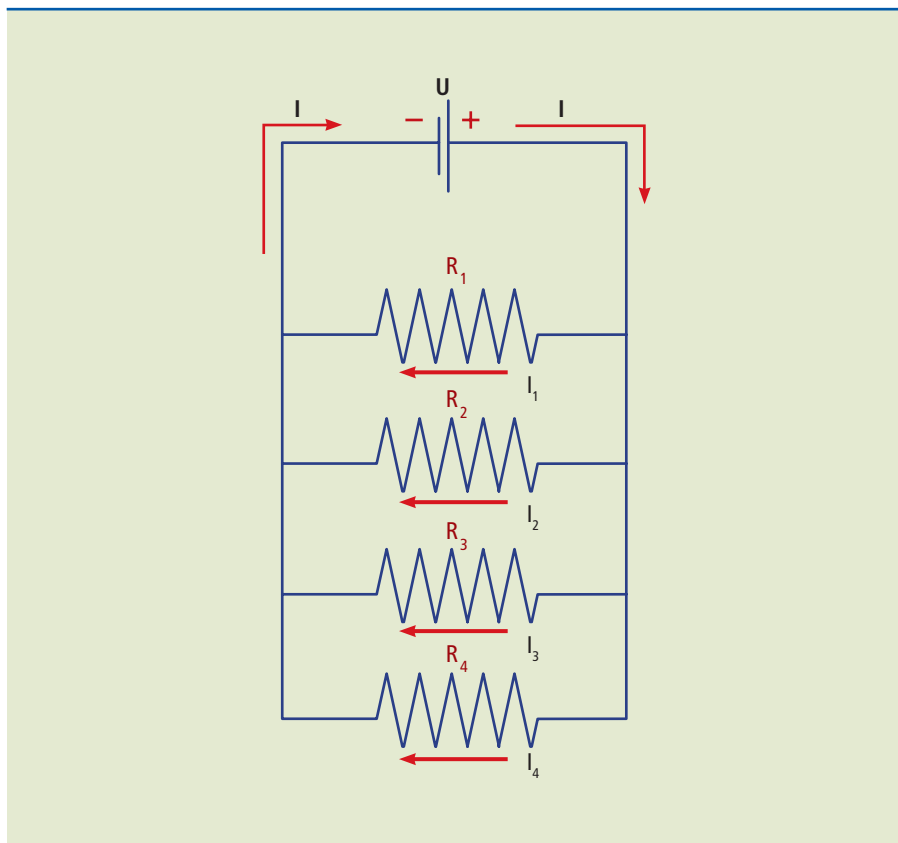 U
I
I
− +
R₁
I₁
R₂
I₂
R₃
I₃
R₄
I₄